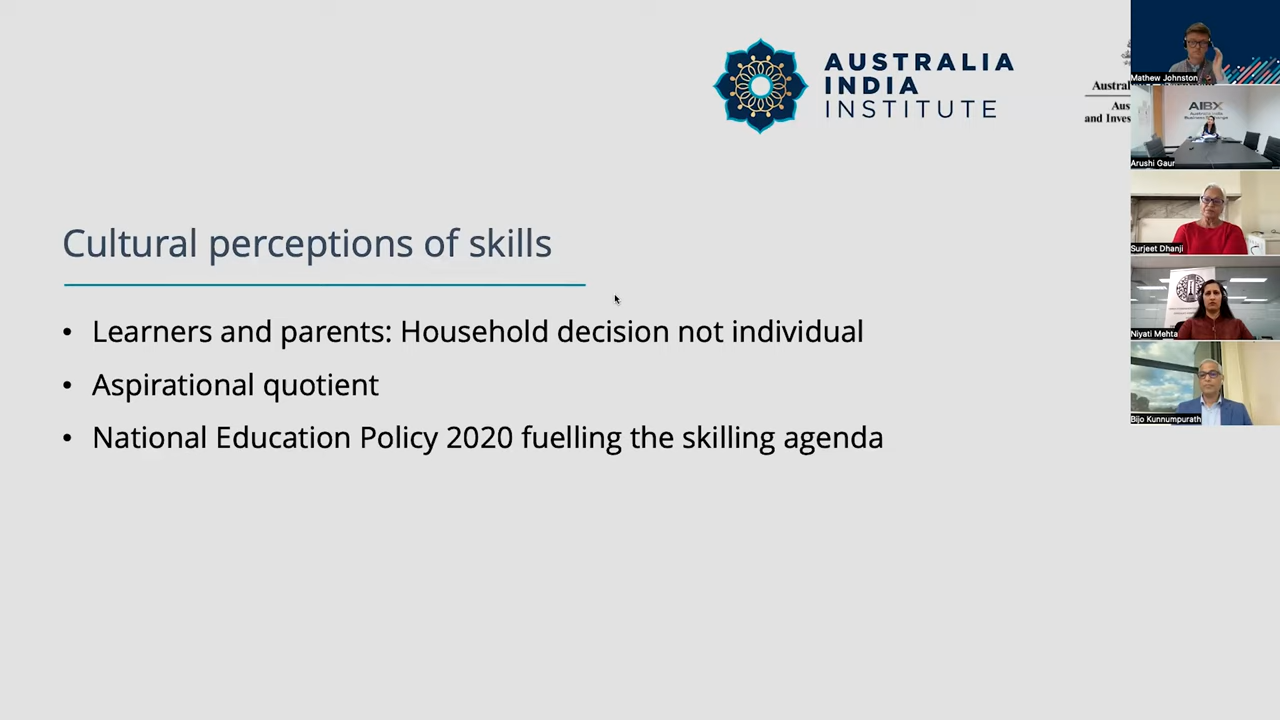 AUSTRALIA
INDIA
INSTITUTE
Cultural perceptions of skills
• Learners and parents: Household decision not individual
• Aspirational quotient
• National Education Policy 2020 fuelling the skilling agenda
Mathew Johnston
AIBX
Arushi Gaur
Surjeet Dhanji
Niyati Mehta
Bijo Kunnumpurath